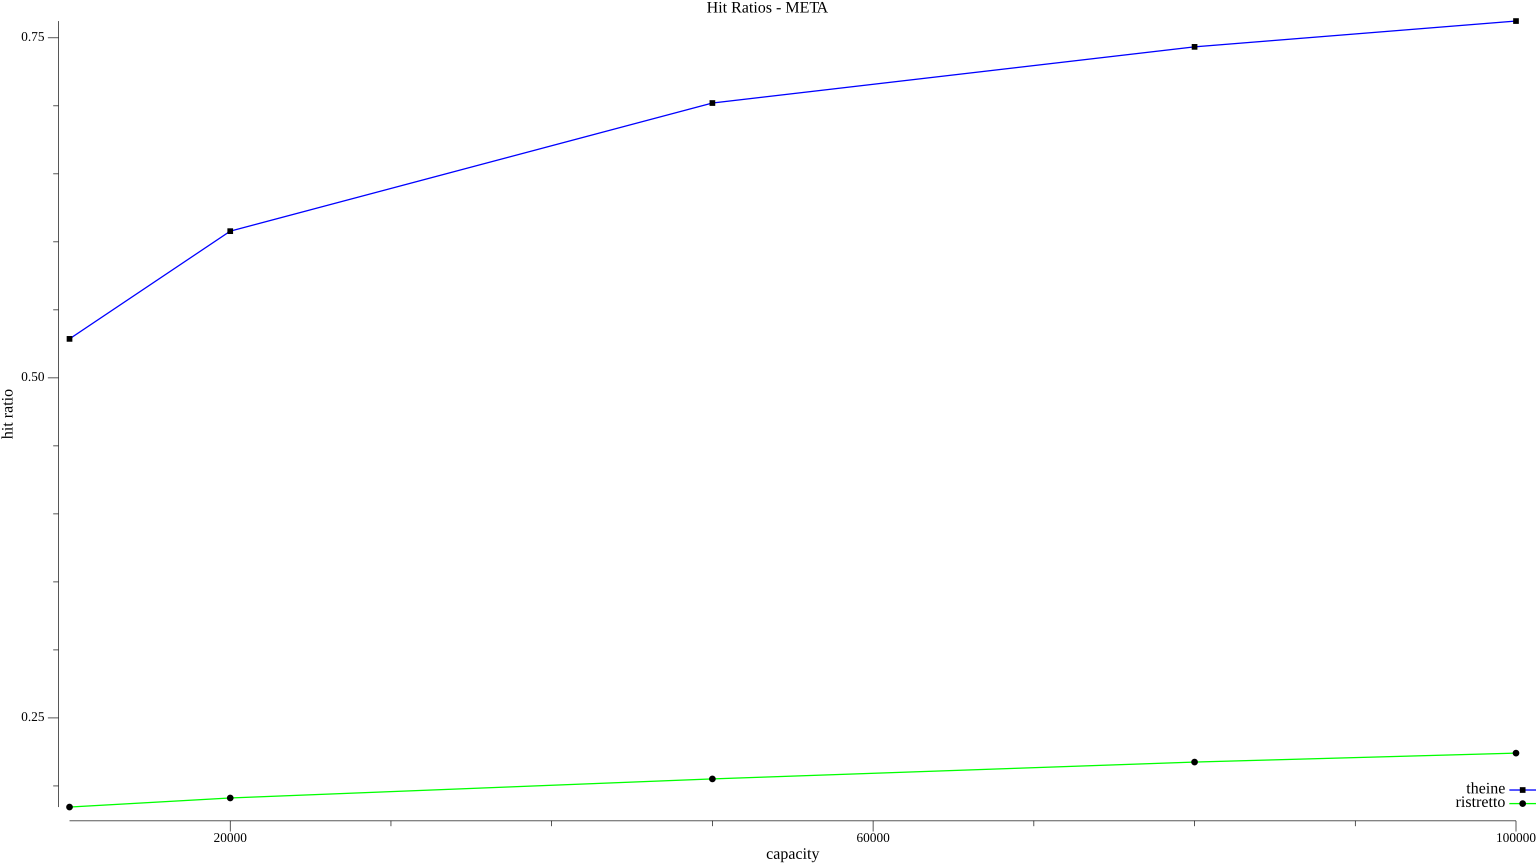 Hit Ratios - META
0.75
0.50
0.25
hit ratio
theine
ristretto
20000
60000
100000
capacity